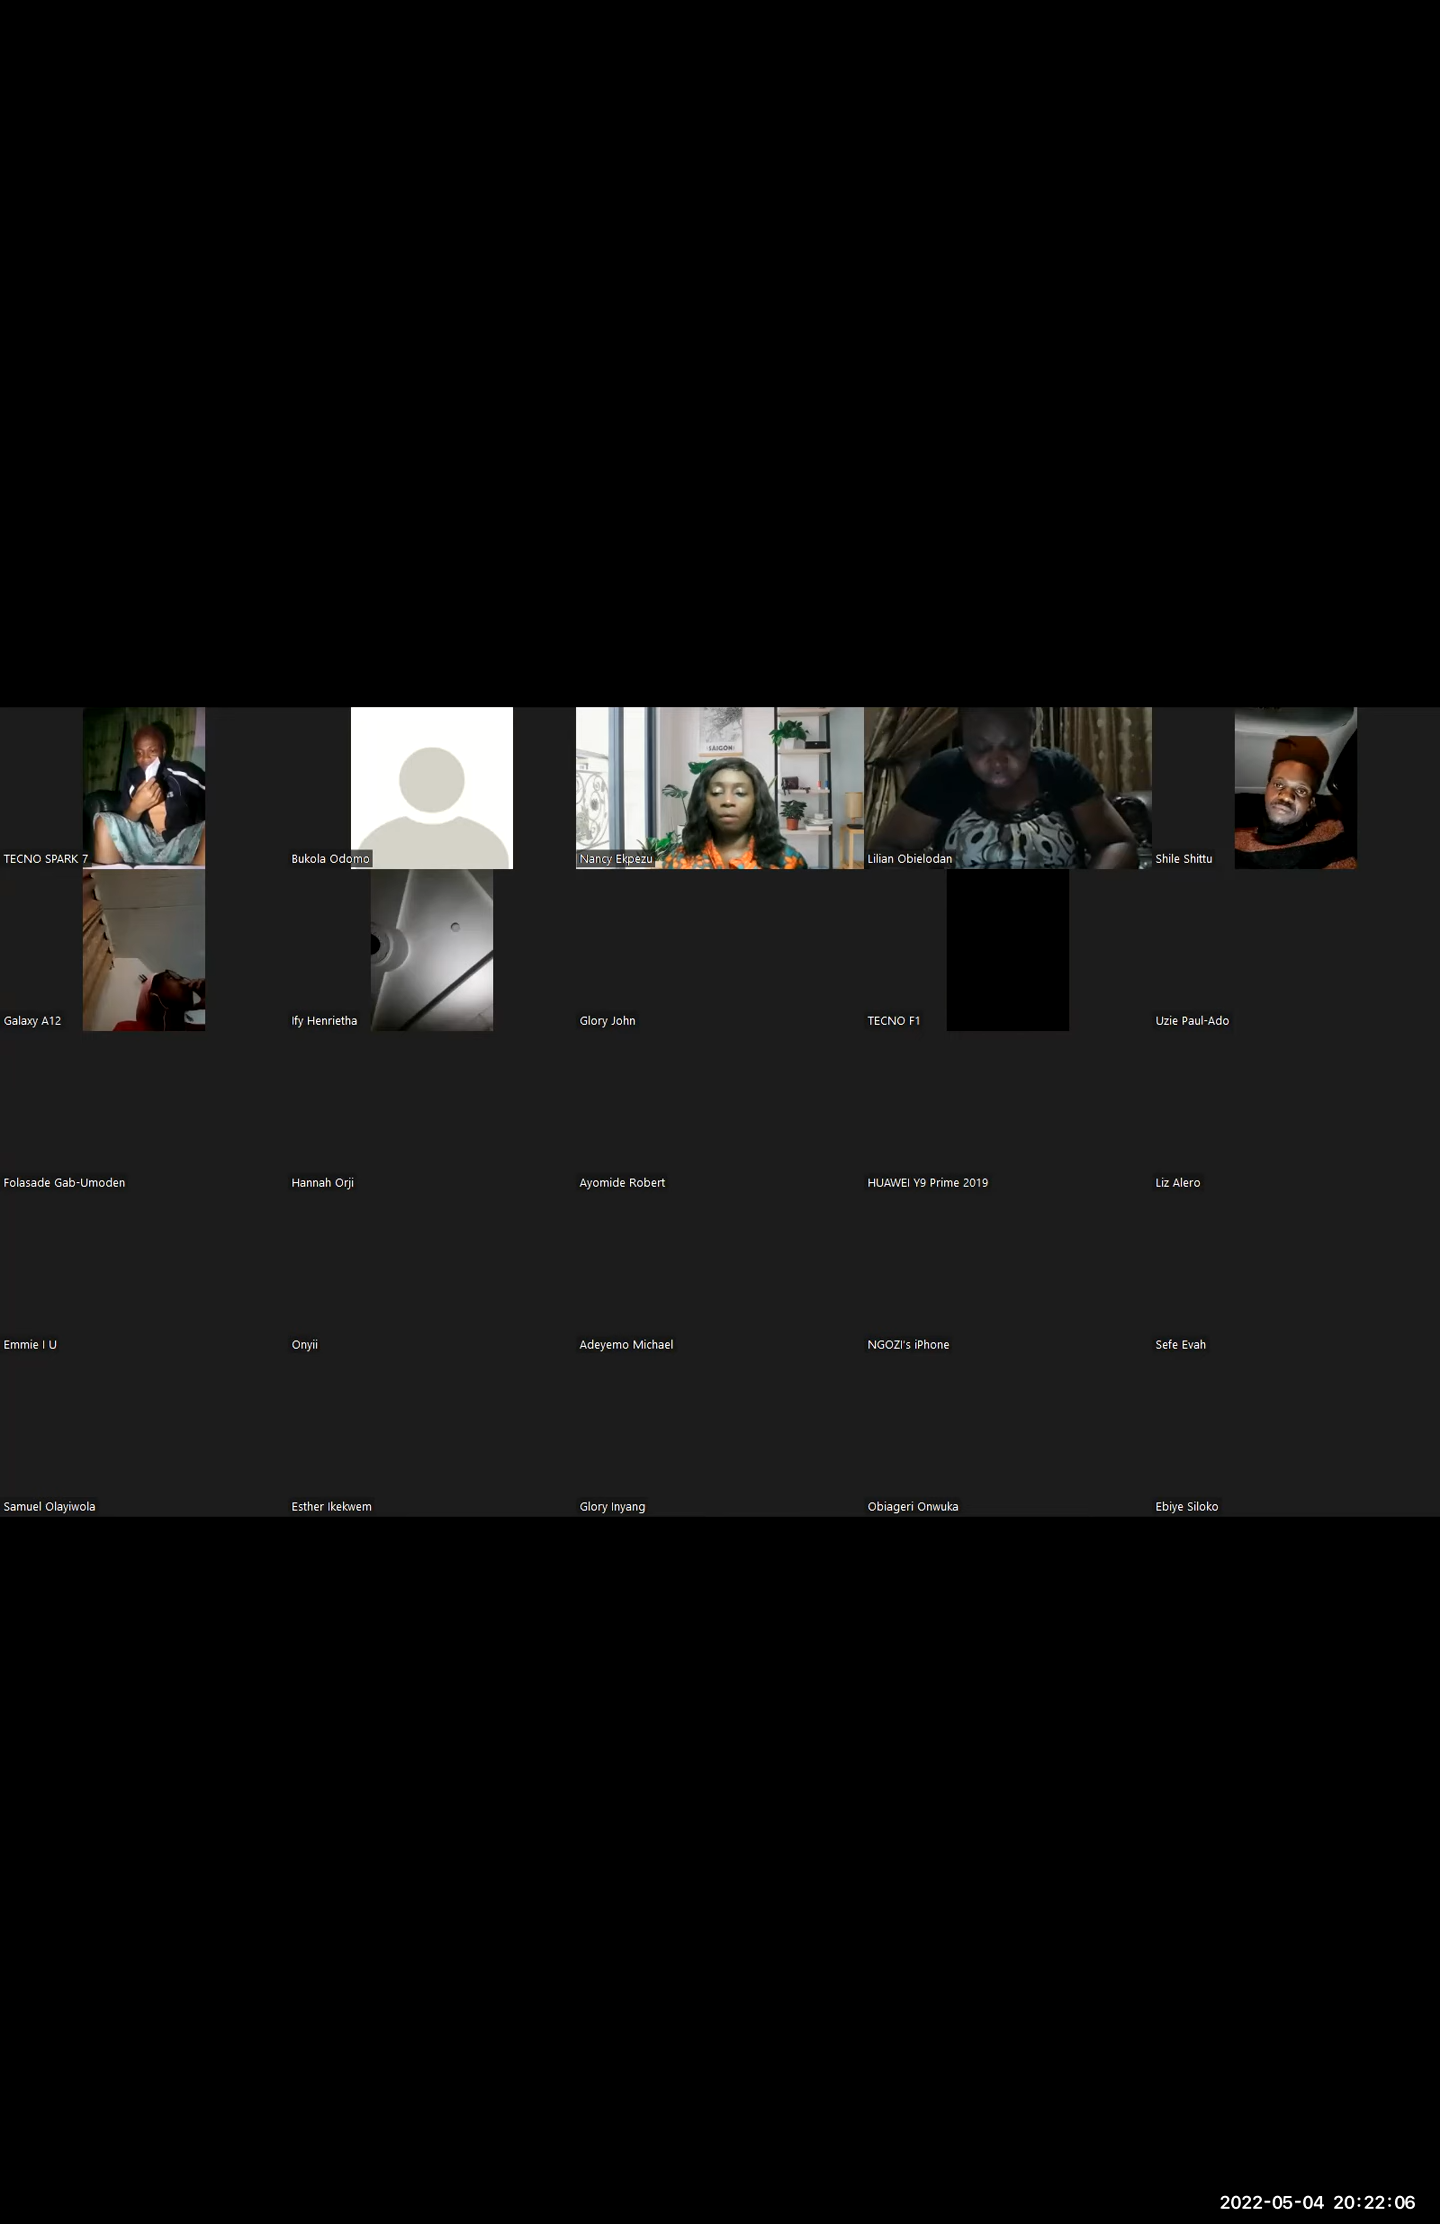 SAIGON
TECNO SPARK 7
Bukola Odomo
Nancy Ekpezu
Lilian Obielodan
Shile Shittu
Galaxy A12
Ify Henrietha
Glory John
TECNO F1
Uzie Paul-Ado
Folasade Gab-Umoden
Hannah Orji
Ayomide Robert
HUAWEI Y9 Prime 2019
Liz Alero
Emmie I U
Onyii
Adeyemo Michael
NGOZI's iPhone
Sefe Evah
Samuel Olayiwola
Esther Ikekwem
Glory Inyang
Obiageri Onwuka
Ebiye Siloko
2022-05-04 20:22:06